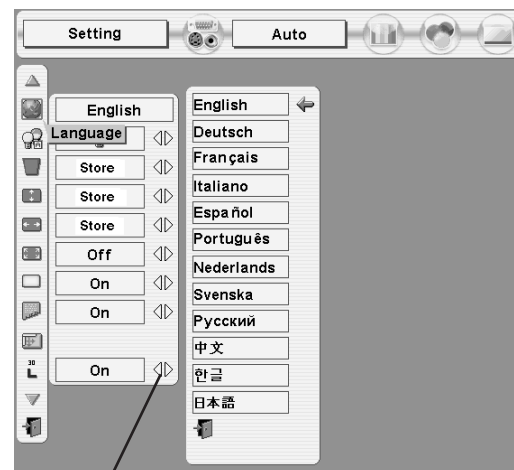 Setting
Auto
English
Language
Store
Store
Store
Off
On
On
30
L
On
English
Deutsch
Français
Italiano
Español
Português
Nederlands
Svenska
Русский
中文
한글
日本語